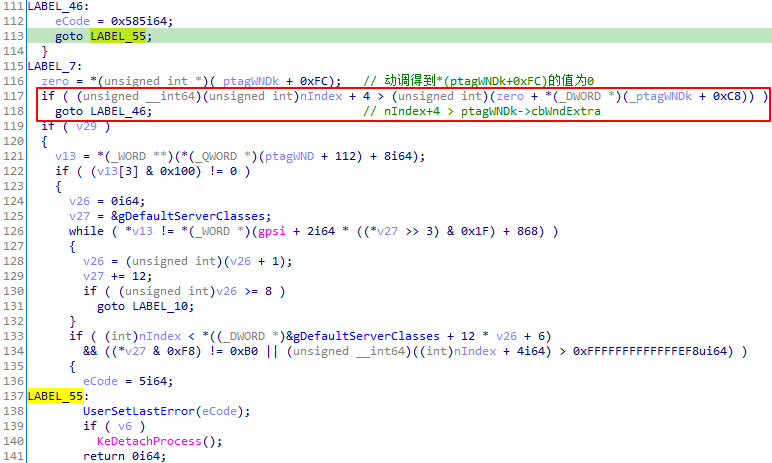 111 LABEL_46:
112 eCode = 0x585i64;
113 goto LABEL_55;
114 }
115 LABEL_7:
116 zero = *(unsigned int *)(_ptagWNDk + 0xFC); // 动调得到*(ptagWNDk+0xFC)的值为0
117 if ( (unsigned __int64)(unsigned int)nIndex + 4 > (unsigned int)(zero + *(_DWORD *)(_ptagWNDk + 0xC8)) )
118 goto LABEL_46; // nIndex+4 > ptagWNDk->cbWndExtra
119 if ( v29 )
120 {
121 v13 = *(_WORD **)(*(_QWORD *)(ptagWND + 112) + 8i64);
122 if ( (v13[3] & 0x100) != 0 )
123 {
124 v26 = 0i64;
125 v27 = &gDefaultServerClasses;
126 while ( *v13 != *(_WORD *)(gpsi + 2i64 * ((*v27 >> 3) & 0x1F) + 868) )
127 {
128 v26 = (unsigned int)(v26 + 1);
129 v27 += 12;
130 if ( (unsigned int)v26 >= 8 )
131 goto LABEL_10;
132 }
133 if ( (int)nIndex < *((_DWORD *)&gDefaultServerClasses + 12 * v26 + 6)
134 && ((*v27 & 0xF8) != 0xB0 || (unsigned __int64)((int)nIndex + 4i64) > 0xFFFFFFFFFFFFFEF8ui64) )
135 {
136 eCode = 5i64;
137 LABEL_55:
138 UserSetLastError(eCode);
139 if ( v6 )
140 KeDetachProcess();
141 return 0i64;